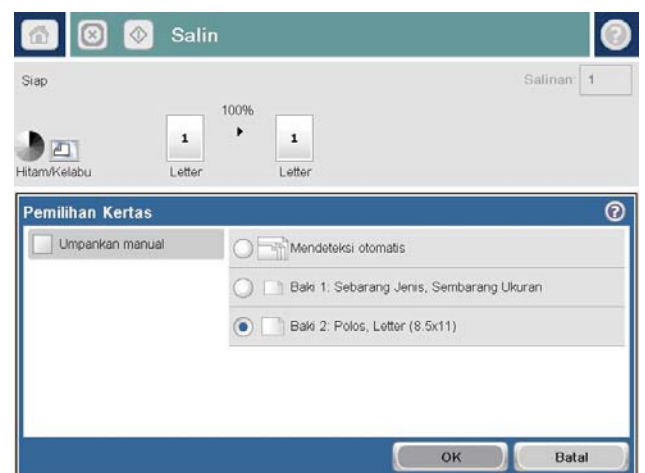 Salin
Siap
Salinan: 1
100%
1
1
Hitam/Kelabu
Letter
Letter
Pemilihan Kertas
Umpankan manual
Mendeteksi otomatis
Baki 1: Sebarang Jenis, Sembarang Ukuran
Baki 2: Polos, Letter (8.5x11)
OK
Batal